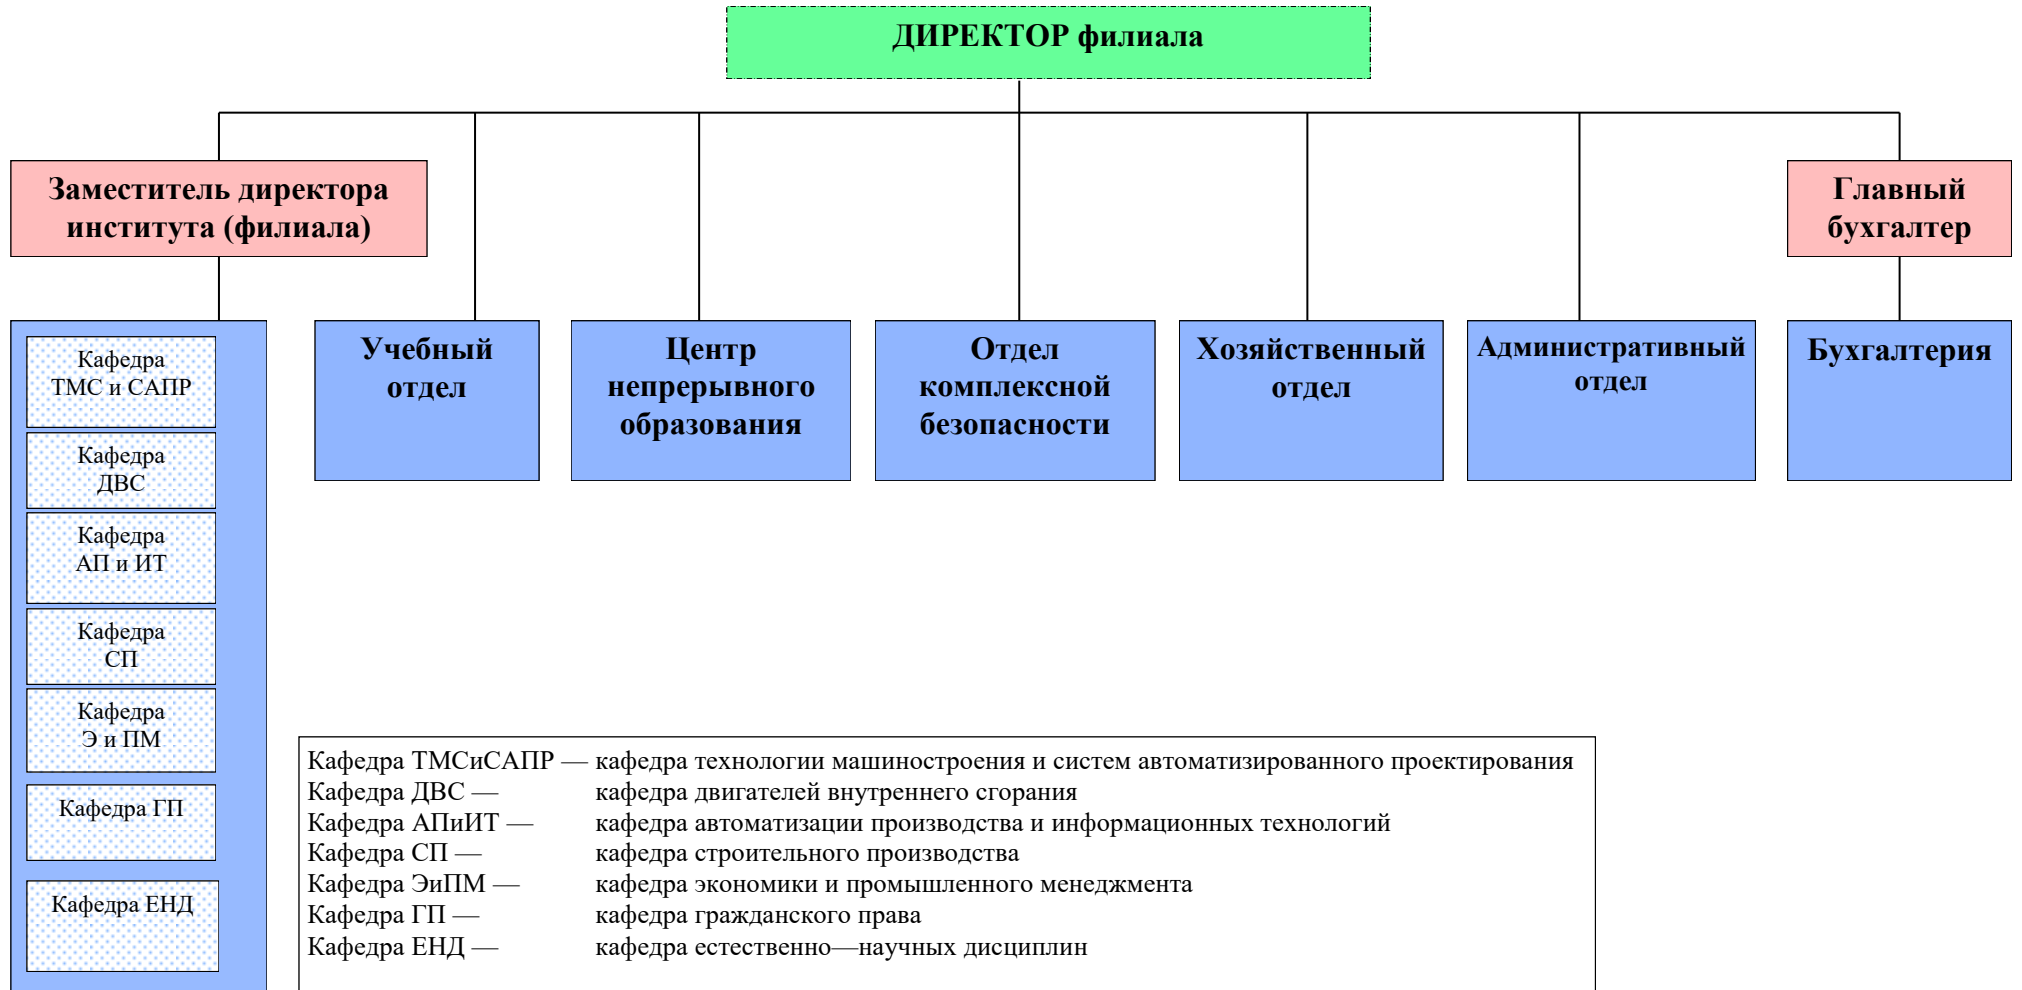 ДИРЕКТОР филиала
Заместитель директора
института (филиала)
Главный
бухгалтер
Кафедра
ТМС и САПР
Кафедра
ДВС
Кафедра
АП и ИТ
Кафедра
СП
Кафедра
Э и ПМ
Кафедра ГП
Кафедра ЕНД
Учебный
отдел
Центр
непрерывного
образования
Отдел
комплексной
безопасности
Хозяйственный
отдел
Административный
отдел
Бухгалтерия
Кафедра ТМСиСАПР — кафедра технологии машиностроения и систем автоматизированного проектирования
Кафедра ДВС — кафедра двигателей внутреннего сгорания
Кафедра АПиИТ — кафедра автоматизации производства и информационных технологий
Кафедра СП — кафедра строительного производства
Кафедра ЭиПМ — кафедра экономики и промышленного менеджмента
Кафедра ГП — кафедра гражданского права
Кафедра ЕНД — кафедра естественно—научных дисциплин